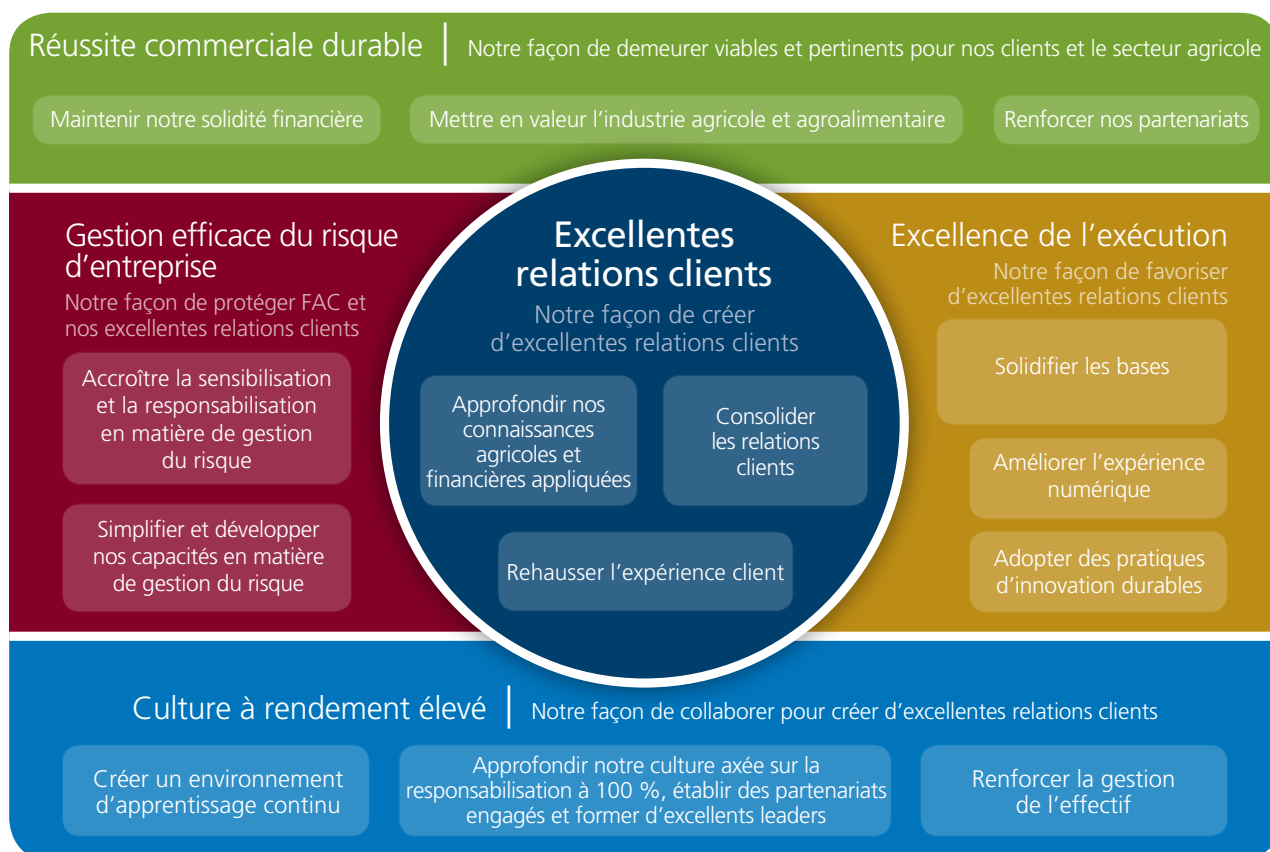 Réussite commerciale durable | Notre façon de demeurer viables et pertinents pour nos clients et le secteur agricole
Maintenir notre solidité financière
Mettre en valeur l’industrie agricole et agroalimentaire
Renforcer nos partenariats
Gestion efficace du risque
d’entreprise
Notre façon de protéger FAC et
nos excellentes relations clients
Accroître la sensibilisation
et la responsabilisation
en matière de gestion
du risque
Simplifier et développer
nos capacités en matière
de gestion du risque
Excellentes
relations clients
Notre façon de créer
d’excellentes relations clients
Approfondir nos
connaissances
agricoles et
financières appliquées
Consolider
les relations
clients
Rehausser l’expérience client
Excellence de l’exécution
Notre façon de favoriser
d’excellentes relations clients
Solidifier les bases
Améliorer l’expérience
numérique
Adopter des pratiques
d’innovation durables
Culture à rendement élevé | Notre façon de collaborer pour créer d’excellentes relations clients
Créer un environnement
d’apprentissage continu
Approfondir notre culture axée sur la
responsabilisation à 100 %, établir des partenariats
engagés et former d’excellents leaders
Renforcer la gestion
de l’effectif